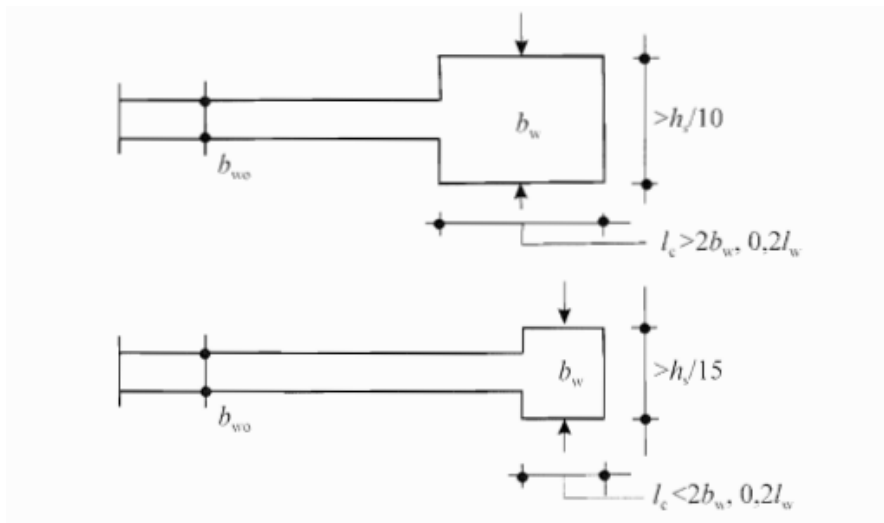 b_w
>h_s/10
b_wo
l_c>2b_w, 0,2l_w
b_w
>h_s/15
b_wo
l_c<2b_w, 0,2l_w